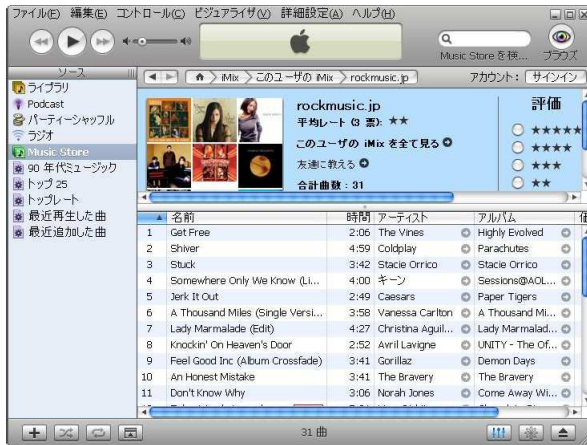 ファイル(F) 編集(E) コントロール(C) ビジュアライザ(V) 詳細設定(A) ヘルプ(H)
Music Store を検... ブラウズ
ソース
ライブラリ
Podcast
パーティーシャッフル
ラジオ
Music Store
90 年代ミュージック
トップ 25
トップレート
最近再生した曲
最近追加した曲
iMix このユーザの iMix rockmusic.jp アカウント: サインイン
rockmusic.jp
平均レート (3 票): ★★
このユーザの iMix を全て見る
友達に教える
合計曲数: 31
評価
★★★★★
★★★★
★★★
★★
名前 時間 アーティスト アルバム
1 Get Free 2:06 The Vines Highly Evolved
2 Shiver 4:59 Coldplay Parachutes
3 Stuck 3:42 Stacie Orrico Stacie Orrico
4 Somewhere Only We Know (Li... 4:00 キーン Sessions@AOL...
5 Jerk It Out 2:49 Caesars Paper Tigers
6 A Thousand Miles (Single Versi... 3:58 Vanessa Carlton A Thousand Mi...
7 Lady Marmalade (Edit) 4:27 Christina Aguil... Lady Marmalad...
8 Knockin' On Heaven's Door 2:52 Avril Lavigne UNITY - The Of...
9 Feel Good Inc (Album Crossfade) 3:41 Gorillaz Demon Days
10 An Honest Mistake 3:41 The Bravery The Bravery
11 Don't Know Why 3:06 Norah Jones Come Away Wi...
31 曲